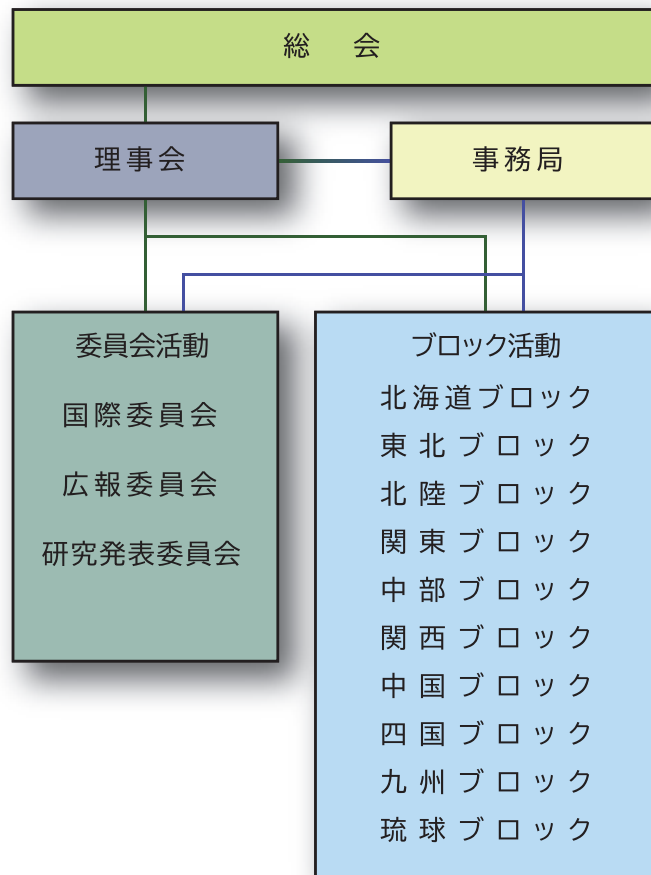 総　会
理事会
事務局
委員会活動
国際委員会
広報委員会
研究発表委員会
ブロック活動
北海道ブロック
東北ブロック
北陸ブロック
関東ブロック
中部ブロック
関西ブロック
中国ブロック
四国ブロック
九州ブロック
琉球ブロック